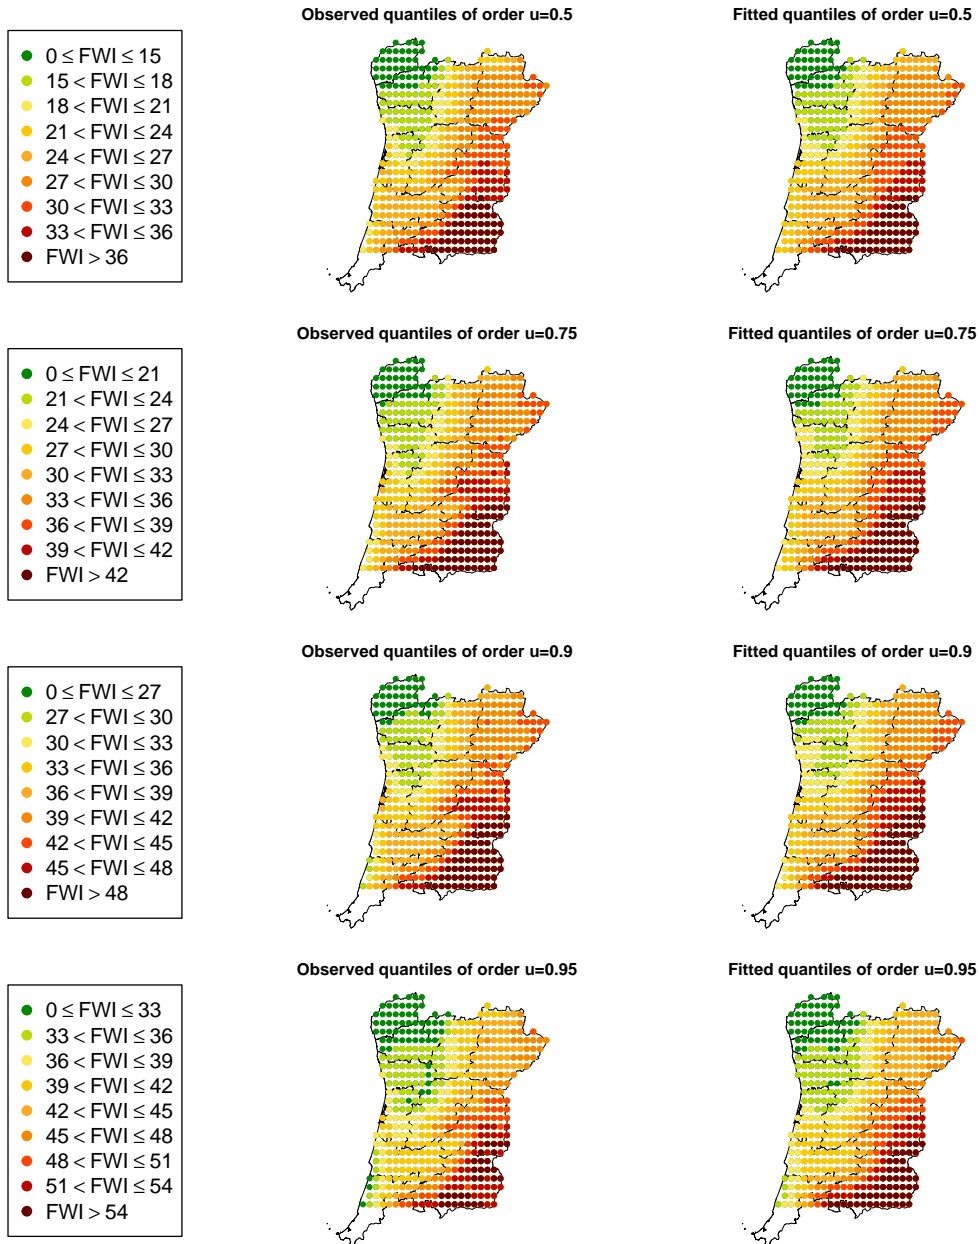 Observed quantiles of order u=0.5
Fitted quantiles of order u=0.5
0 ≤ FWI ≤ 15
15 < FWI ≤ 18
18 < FWI ≤ 21
21 < FWI ≤ 24
24 < FWI ≤ 27
27 < FWI ≤ 30
30 < FWI ≤ 33
33 < FWI ≤ 36
FWI > 36
Observed quantiles of order u=0.75
Fitted quantiles of order u=0.75
0 ≤ FWI ≤ 21
21 < FWI ≤ 24
24 < FWI ≤ 27
27 < FWI ≤ 30
30 < FWI ≤ 33
33 < FWI ≤ 36
36 < FWI ≤ 39
39 < FWI ≤ 42
FWI > 42
Observed quantiles of order u=0.9
Fitted quantiles of order u=0.9
0 ≤ FWI ≤ 27
27 < FWI ≤ 30
30 < FWI ≤ 33
33 < FWI ≤ 36
36 < FWI ≤ 39
39 < FWI ≤ 42
42 < FWI ≤ 45
45 < FWI ≤ 48
FWI > 48
Observed quantiles of order u=0.95
Fitted quantiles of order u=0.95
0 ≤ FWI ≤ 33
33 < FWI ≤ 36
36 < FWI ≤ 39
39 < FWI ≤ 42
42 < FWI ≤ 45
45 < FWI ≤ 48
48 < FWI ≤ 51
51 < FWI ≤ 54
FWI > 54